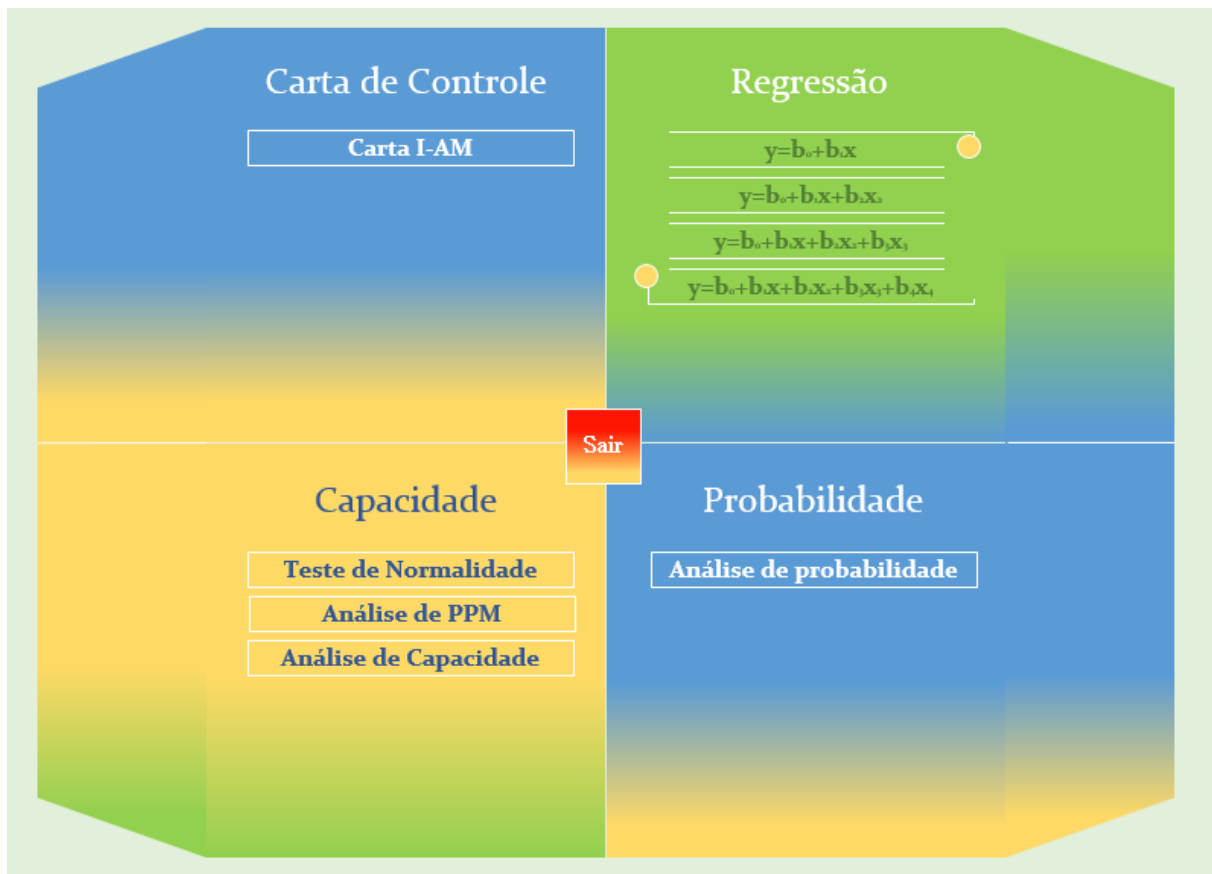 Carta de Controle
Carta I-AM
Regressão
y=b₀+b₁x
y=b₀+b₁x+b₂x₂
y=b₀+b₁x+b₂x₂+b₃x₃
y=b₀+b₁x+b₂x₂+b₃x₃+b₄x₄
Sair
Capacidade
Teste de Normalidade
Análise de PPM
Análise de Capacidade
Probabilidade
Análise de probabilidade